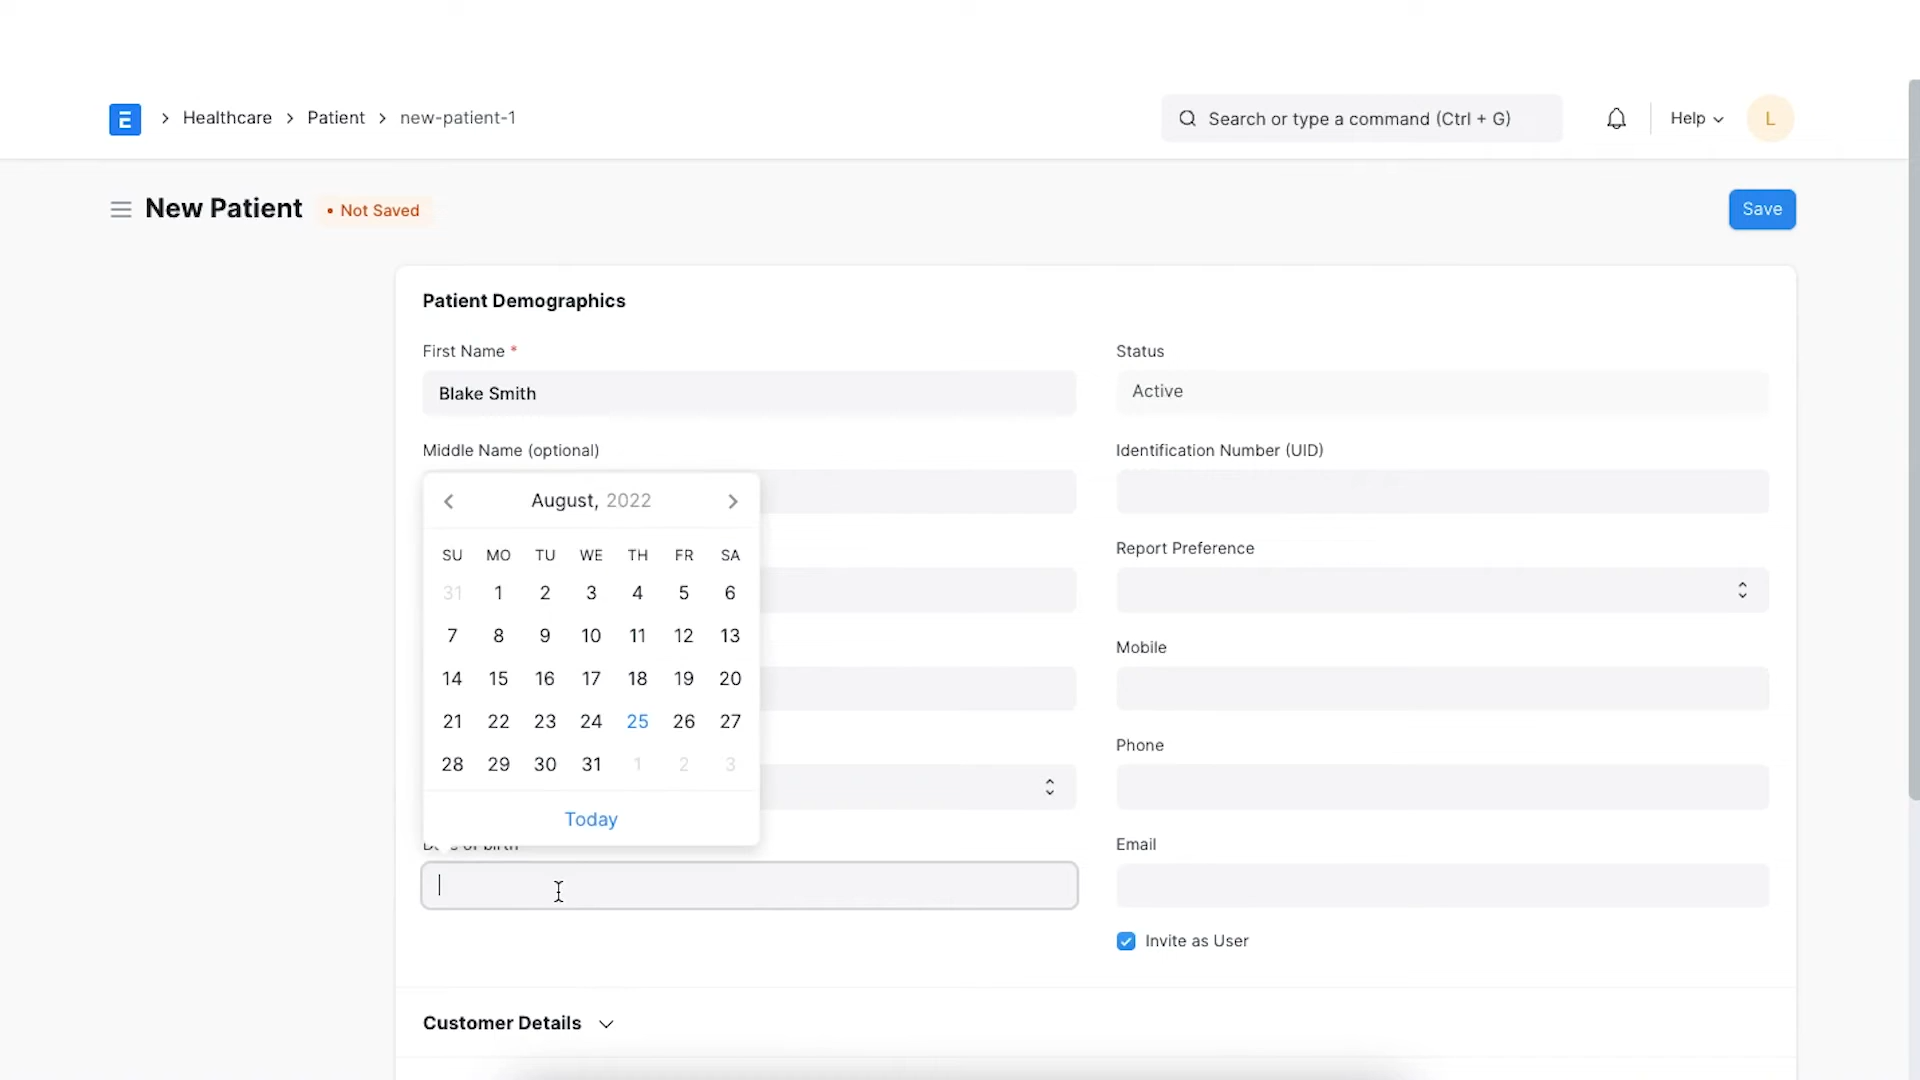 E > Healthcare > Patient > new-patient-1
Search or type a command (Ctrl + G)
Help
L
New Patient
• Not Saved
Save
Patient Demographics
First Name *
Blake Smith
Status
Active
Middle Name (optional)
Identification Number (UID)
August, 2022
SU MO TU WE TH FR SA
31 1 2 3 4 5 6
7 8 9 10 11 12 13
14 15 16 17 18 19 20
21 22 23 24 25 26 27
28 29 30 31 1 2 3
Today
Report Preference
Mobile
Phone
birth
Email
Invite as User
Customer Details